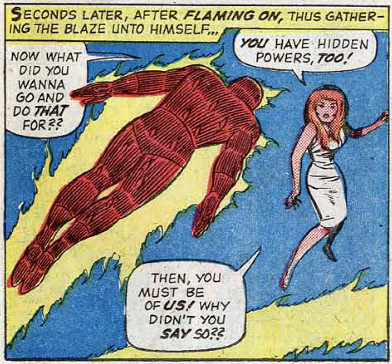 SECONDS LATER, AFTER FLAMING ON, THUS GATHER-
ING THE BLAZE UNTO HIMSELF...
NOW WHAT
DID YOU
WANNA
GO AND
DO THAT
FOR??
YOU HAVE HIDDEN
POWERS, TOO!
THEN, YOU
MUST BE
OF US! WHY
DIDN'T YOU
SAY SO??